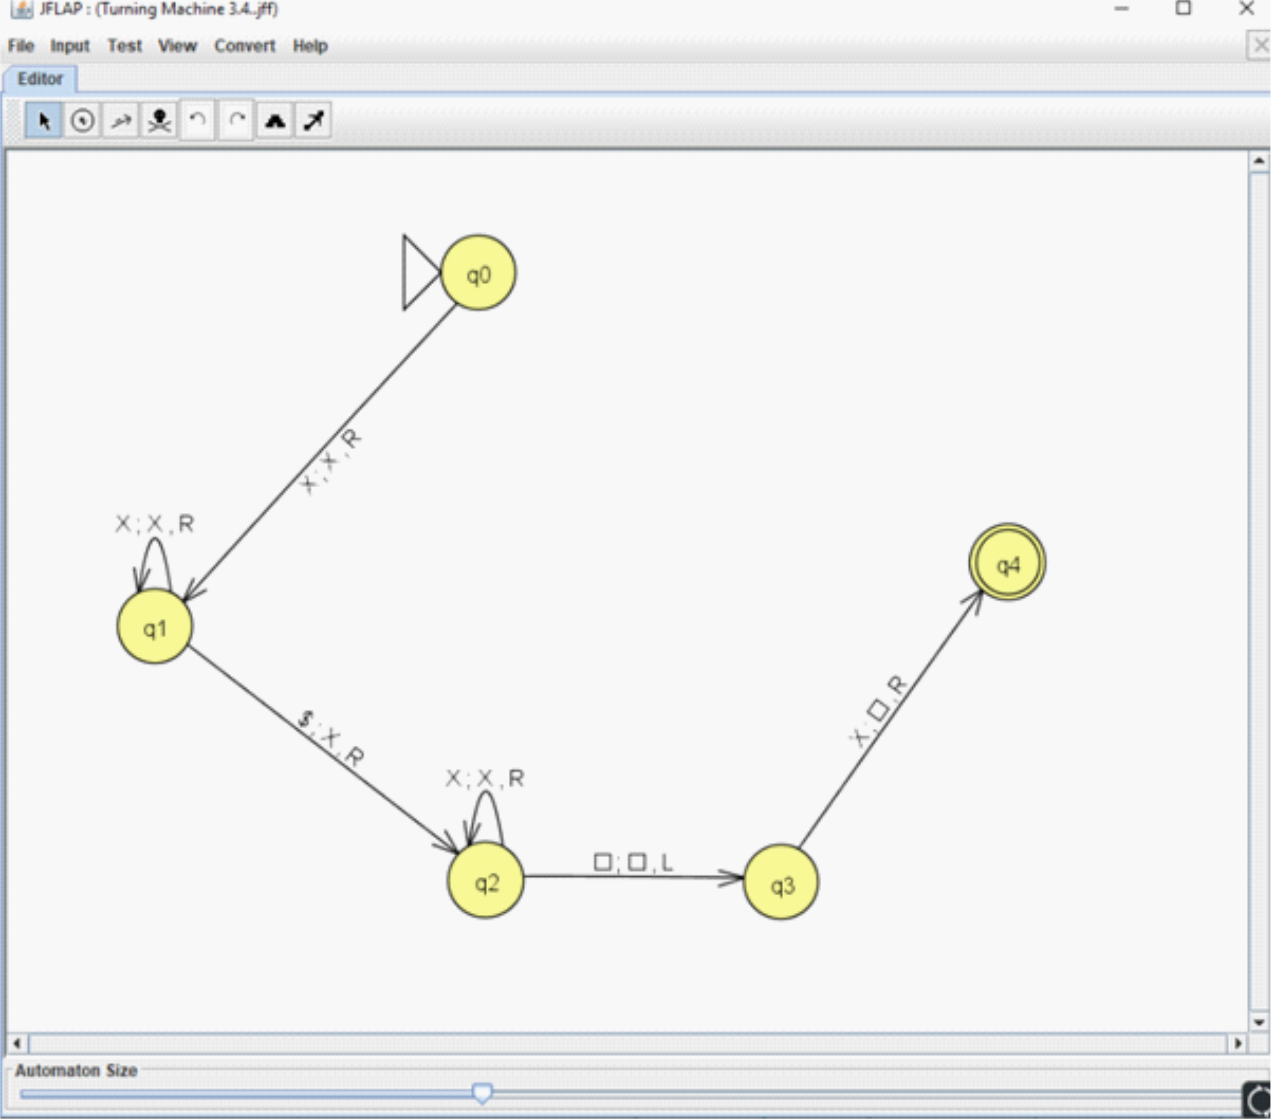 JFLAP : (Turning Machine 3.4..jff)
File Input Test View Convert Help
Editor
q0
X ; X , R
X ; X , R
q1
q4
$ ; X , R
X ; □ , R
X ; X , R
□ ; □ , L
q2
q3
Automaton Size